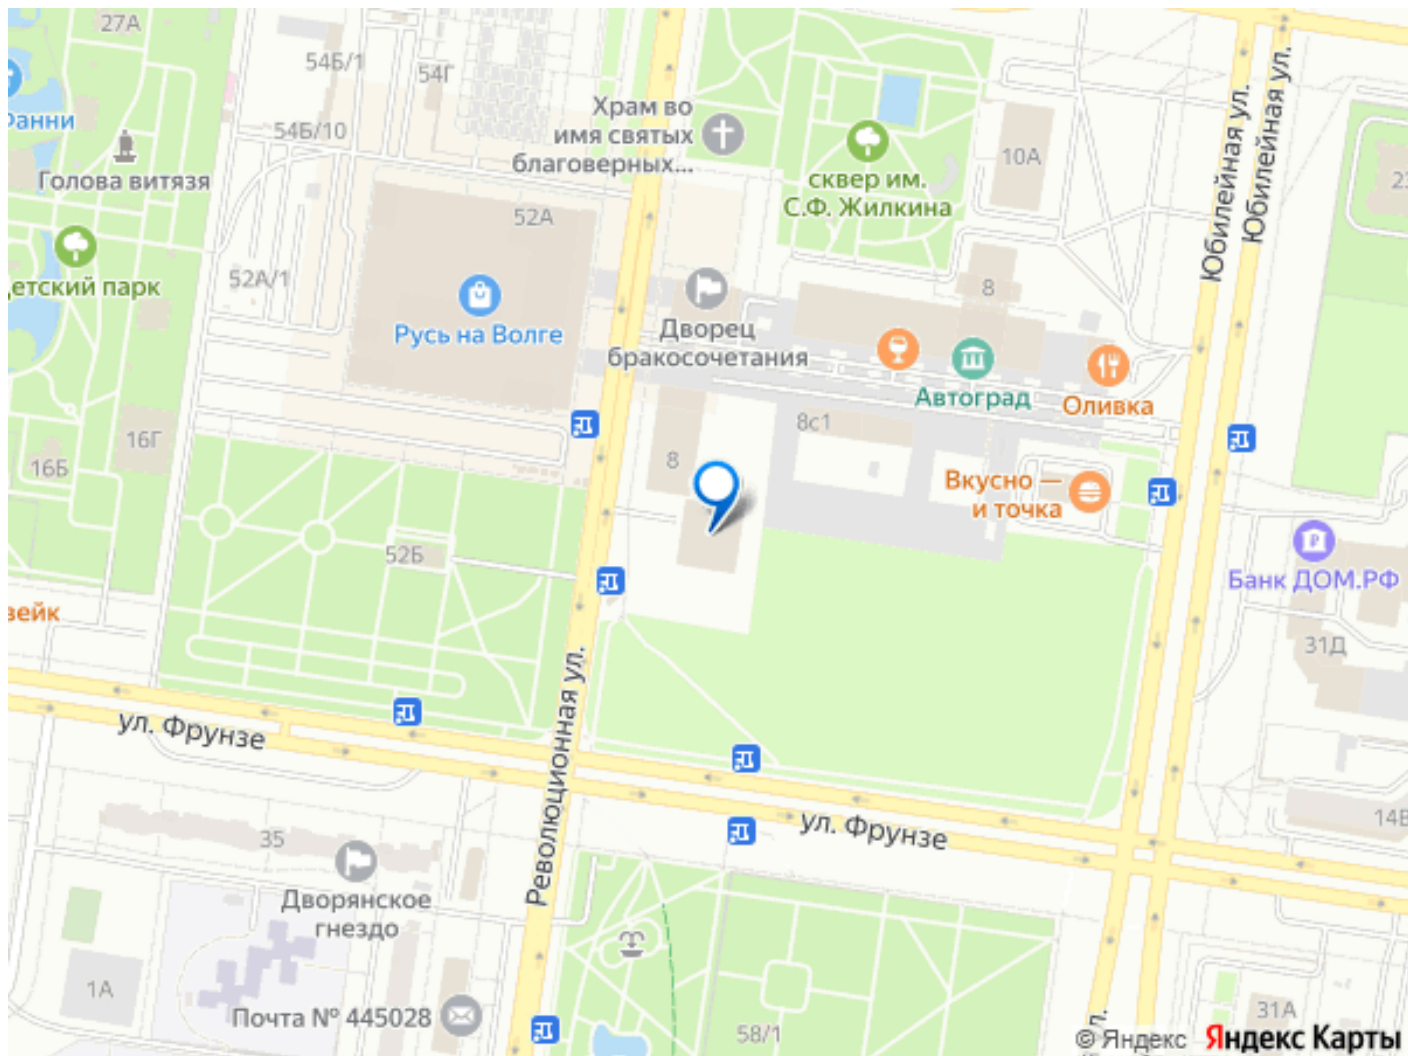 27А
54Б/1
54Г
54Б/10
Голова витязя
Храм во
имя святых
благоверных...
сквер им.
С.Ф. Жилкина
10А
Юбилейная ул.
Юбилейная ул.
52А
52А/1
Русь на Волге
Дворец
бракосочетания
8
Автоград
Оливка
8с1
16Г
16Б
8
Вкусно —
и точка
52Б
Банк ДОМ.РФ
31Д
ул. Фрунзе
Революционная ул.
ул. Фрунзе
35
Дворянское
гнездо
1А
Почта № 445028
58/1
31А
© Яндекс Яндекс Карты